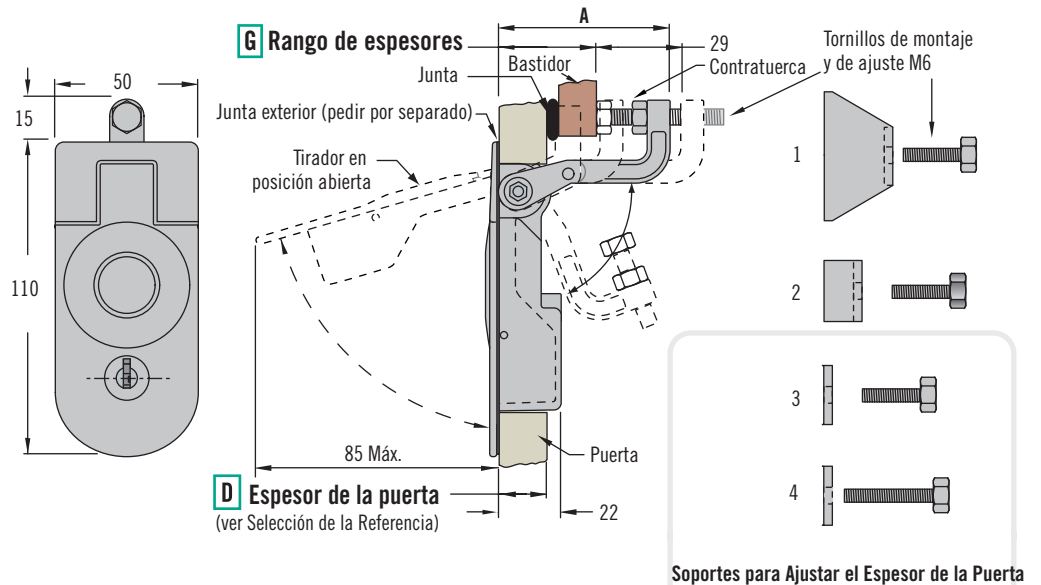 A
G Rango de espesores
29
Tornillos de montaje
y de ajuste M6
50
Junta
Bastidor
Contratuerca
15
Junta exterior (pedir por separado)
1
Tirador en
posición abierta
110
2
3
85 Máx.
Puerta
D Espesor de la puerta
(ver Selección de la Referencia)
22
4
Soportes para Ajustar el Espesor de la Puerta